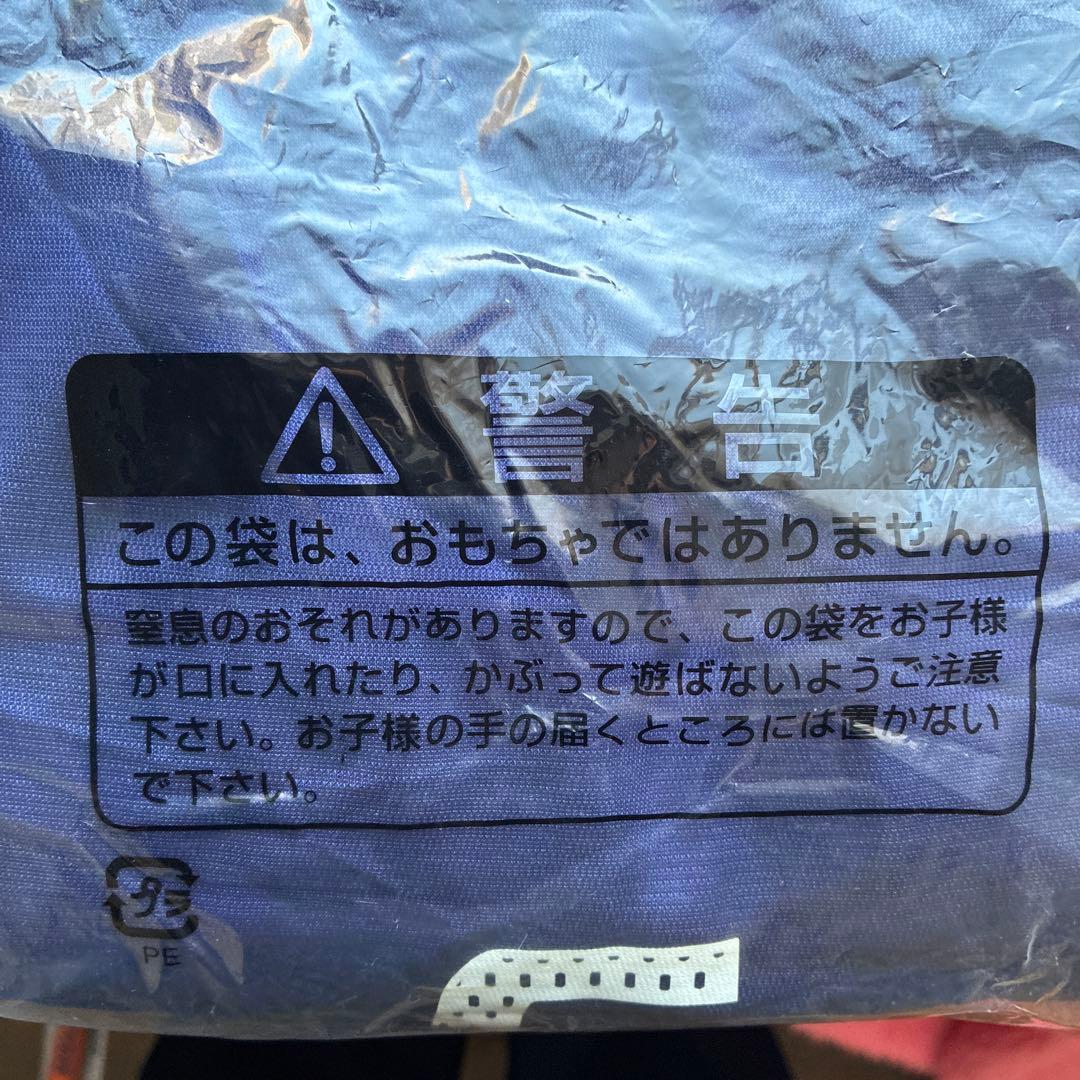 警告
この袋は、おもちゃではありません。
窒息のおそれがありますので、この袋をお子様
が口に入れたり、かぶって遊ばないようご注意
下さい。お子様の手の届くところには置かない
で下さい。
プラ
PE